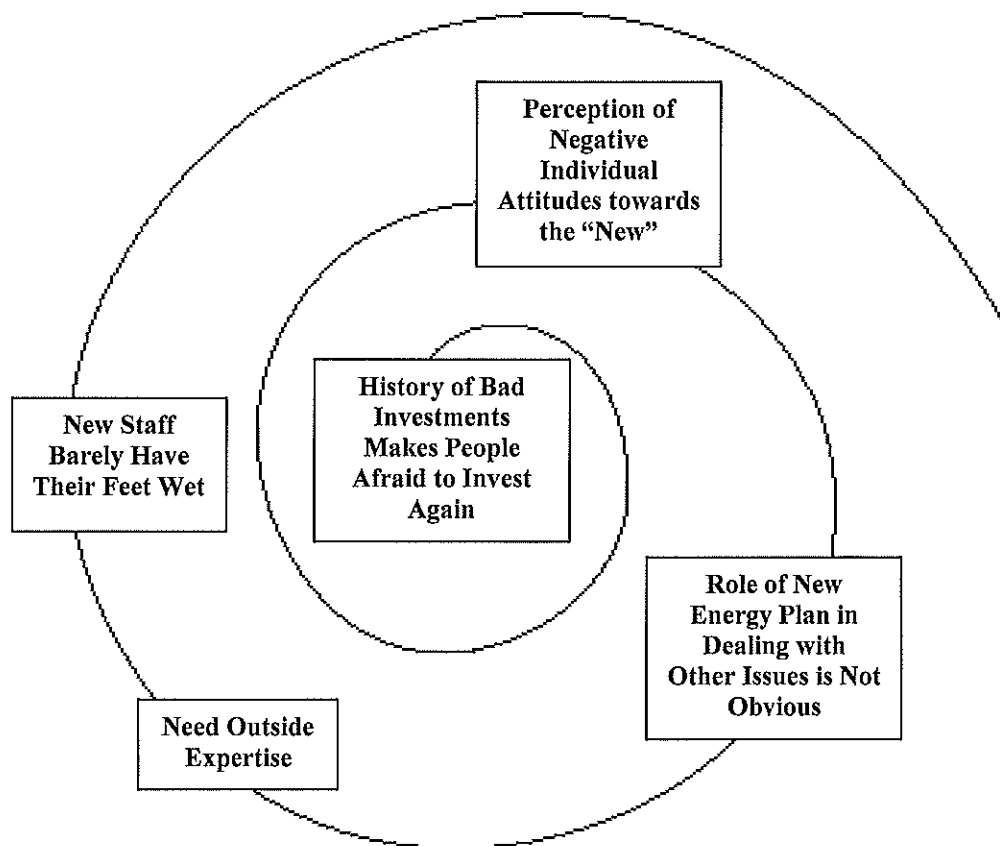 Perception of
Negative
Individual
Attitudes towards
the “New”
History of Bad
Investments
Makes People
Afraid to Invest
Again
New Staff
Barely Have
Their Feet Wet
Role of New
Energy Plan in
Dealing with
Other Issues is Not
Obvious
Need Outside
Expertise